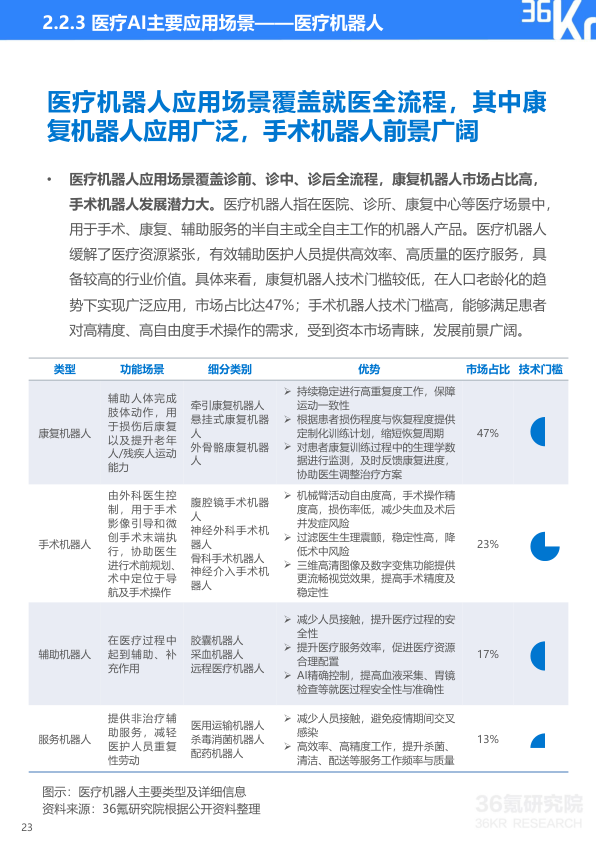 2.2.3 医疗AI主要应用场景——医疗机器人
36Kr
医疗机器人应用场景覆盖就医全流程，其中康
复机器人应用广泛，手术机器人前景广阔
• 医疗机器人应用场景覆盖诊前、诊中、诊后全流程，康复机器人市场占比高，
手术机器人发展潜力大。医疗机器人指在医院、诊所、康复中心等医疗场景中，
用于手术、康复、辅助服务的半自主或全自主工作的机器人产品。医疗机器人
缓解了医疗资源紧张，有效辅助医护人员提供高效率、高质量的医疗服务，具
备较高的行业价值。具体来看，康复机器人技术门槛较低，在人口老龄化的趋
势下实现广泛应用，市场占比达47%；手术机器人技术门槛高，能够满足患者
对高精度、高自由度手术操作的需求，受到资本市场青睐，发展前景广阔。
类型 功能场景 细分类别 优势 市场占比 技术门槛
康复机器人
辅助人体完成
肢体动作，用
于损伤后康复
以及提升老年
人/残疾人运动
能力
牵引康复机器人
悬挂式康复机器
人
外骨骼康复机器
人
➢ 持续稳定进行高重复度工作，保障
运动一致性
➢ 根据患者损伤程度与恢复程度提供
定制化训练计划，缩短恢复周期
➢ 对患者康复训练过程中的生理学数
据进行监测，及时反馈康复进度，
协助医生调整治疗方案
47%
手术机器人
由外科医生控
制，用于手术
影像引导和微
创手术末端执
行，协助医生
进行术前规划、
术中定位于导
航及手术操作
腹腔镜手术机器
人
神经外科手术机
器人
骨科手术机器人
神经介入手术机
器人
➢ 机械臂活动自由度高，手术操作精
度高，损伤率低，减少失血及术后
并发症风险
➢ 过滤医生生理震颤，稳定性高，降
低术中风险
➢ 三维高清图像及数字变焦功能提供
更流畅视觉效果，提高手术精度及
稳定性
23%
辅助机器人
在医疗过程中
起到辅助、补
充作用
胶囊机器人
采血机器人
远程医疗机器人
➢ 减少人员接触，提升医疗过程的安
全性
➢ 提升医疗服务效率，促进医疗资源
合理配置
➢ AI精确控制，提高血液采集、胃镜
检查等就医过程安全性与准确性
17%
服务机器人
提供非治疗辅
助服务，减轻
医护人员重复
性劳动
医用运输机器人
杀毒消菌机器人
配药机器人
➢ 减少人员接触，避免疫情期间交叉
感染
➢ 高效率、高精度工作，提升杀菌、
清洁、配送等服务工作频率与质量
13%
图示：医疗机器人主要类型及详细信息
资料来源：36氪研究院根据公开资料整理
36氪研究院
36KR RESEARCH
23